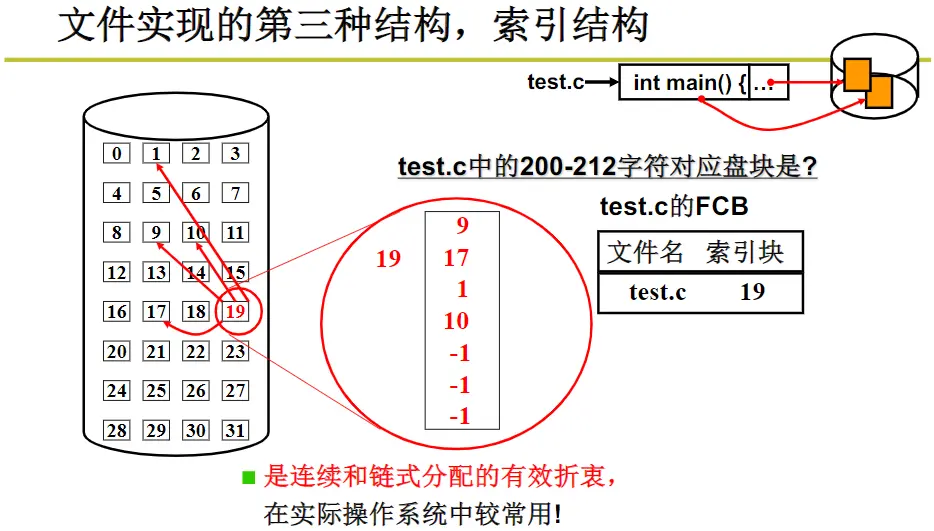 文件实现的第三种结构，索引结构
test.c int main() { ...
0 1 2 3
4 5 6 7
8 9 10 11
12 13 14 15
16 17 18 19
20 21 22 23
24 25 26 27
28 29 30 31
test.c中的200-212字符对应盘块是?
19
9
17
1
10
-1
-1
-1
test.c的FCB
文件名 索引块
test.c 19
是连续和链式分配的有效折衷，
在实际操作系统中较常用!